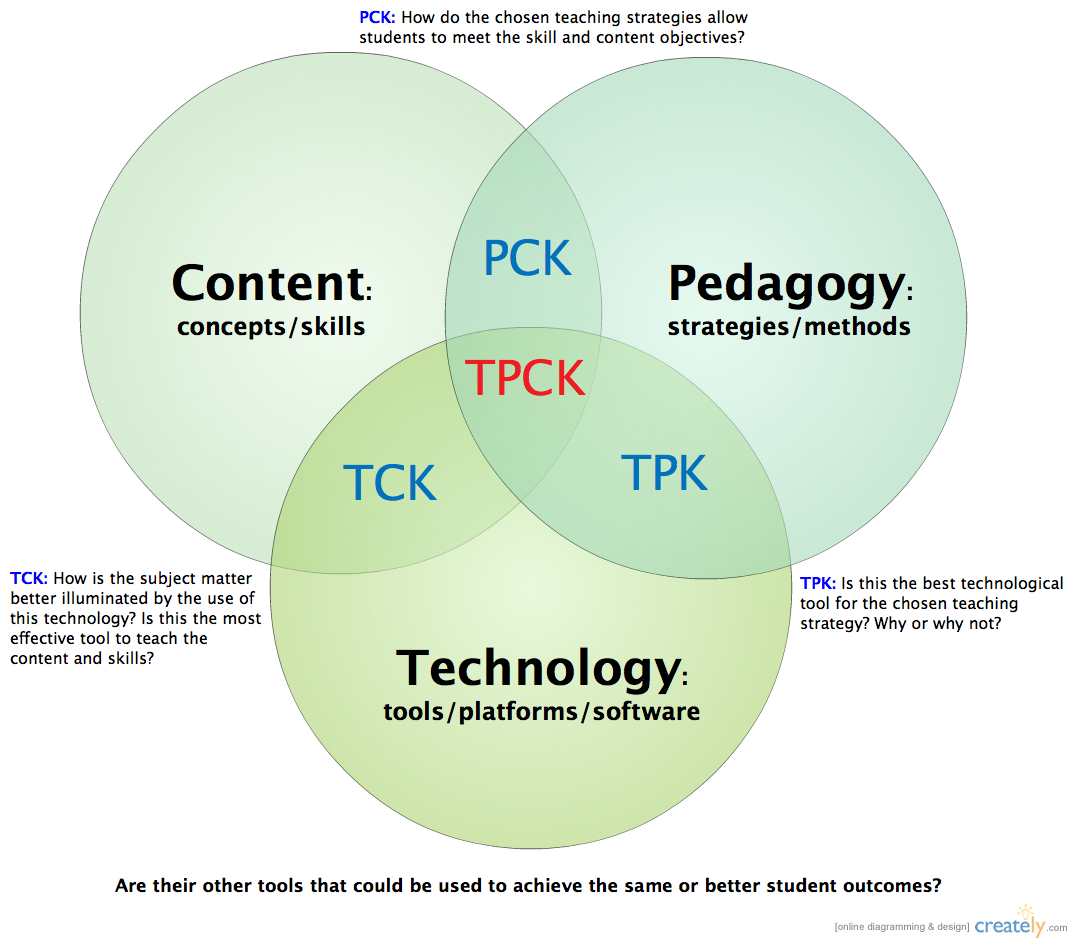 PCK: How do the chosen teaching strategies allow
students to meet the skill and content objectives?
Content:
concepts/skills
PCK
Pedagogy:
strategies/methods
TPCK
TCK
TPK
TCK: How is the subject matter
better illuminated by the use of
this technology? Is this the most
effective tool to teach the
content and skills?
TPK: Is this the best technological
tool for the chosen teaching
strategy? Why or why not?
Technology:
tools/platforms/software
Are their other tools that could be used to achieve the same or better student outcomes?
[online diagramming & design] creately.com